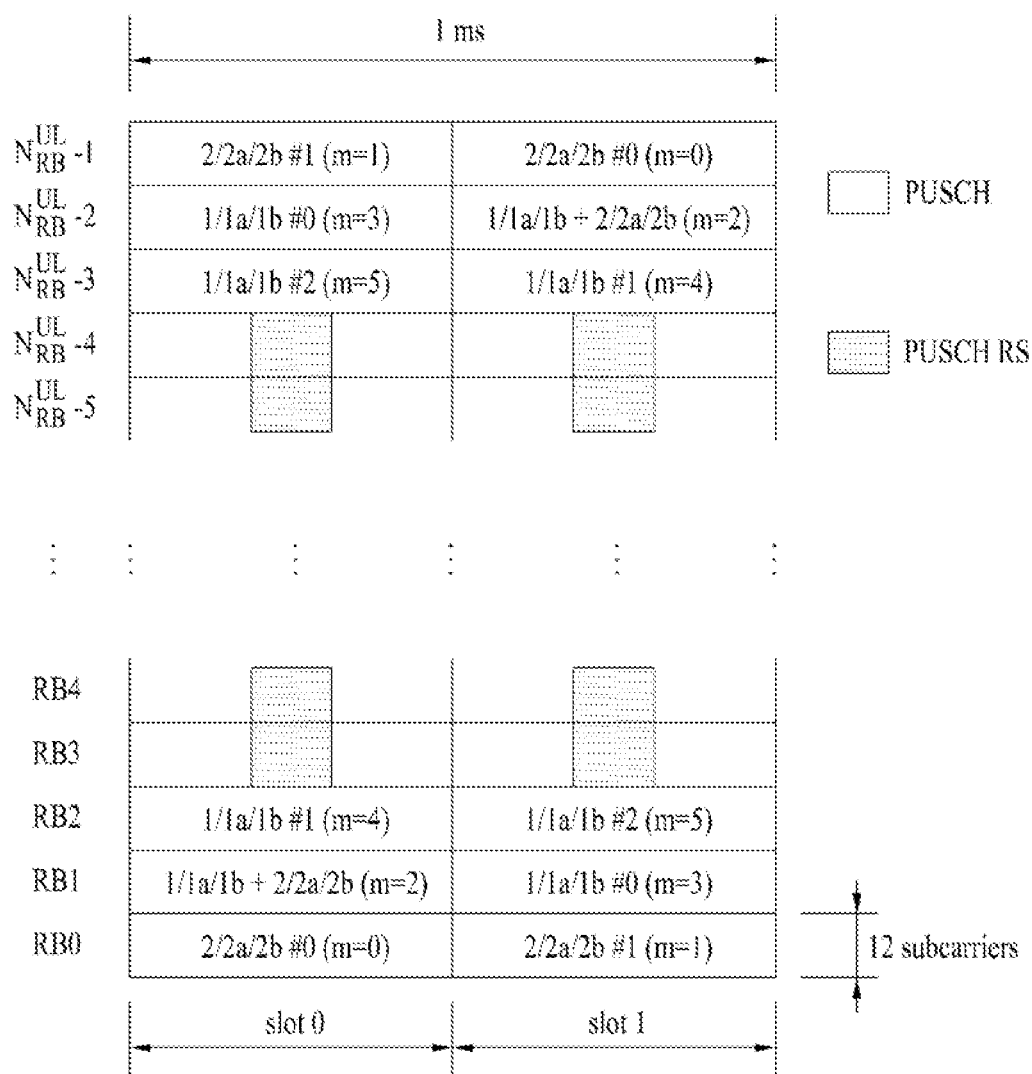 1 ms
N_RB^UL -1 2/2a/2b #1 (m=1) 2/2a/2b #0 (m=0)
PUSCH
N_RB^UL -2 1/1a/1b #0 (m=3) 1/1a/1b + 2/2a/2b (m=2)
N_RB^UL -3 1/1a/1b #2 (m=5) 1/1a/1b #1 (m=4)
N_RB^UL -4
PUSCH RS
N_RB^UL -5
RB4
RB3
RB2 1/1a/1b #1 (m=4) 1/1a/1b #2 (m=5)
RB1 1/1a/1b + 2/2a/2b (m=2) 1/1a/1b #0 (m=3)
RB0 2/2a/2b #0 (m=0) 2/2a/2b #1 (m=1) 12 subcarriers
slot 0 slot 1